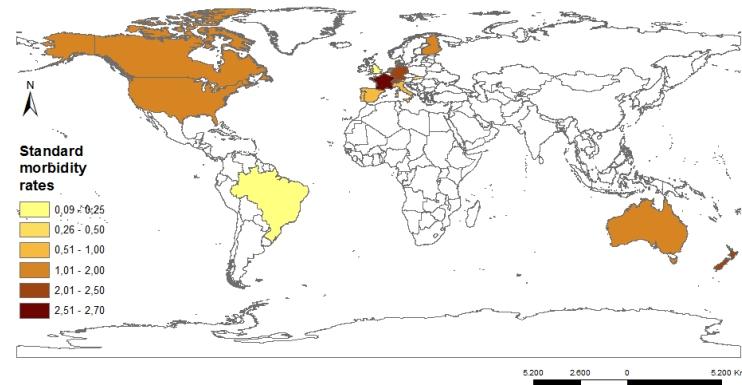 N
Standard
morbidity
rates
0,09 - 0,25
0,26 - 0,50
0,51 - 1,00
1,01 - 2,00
2,01 - 2,50
2,51 - 2,70
5.200 2.600 0 5.200 Kr